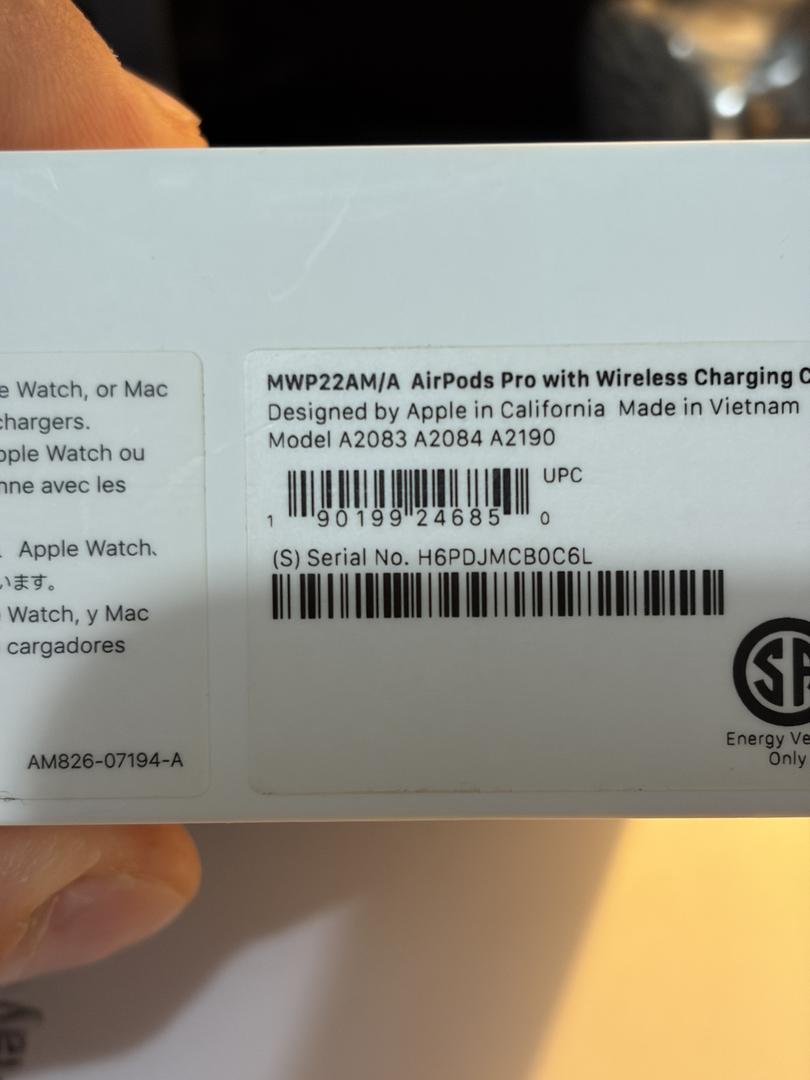 e Watch, or Mac
chargers.
pple Watch ou
nne avec les
Apple Watch、
います。
Watch, y Mac
cargadores
AM826-07194-A
MWP22AM/A AirPods Pro with Wireless Charging C
Designed by Apple in California Made in Vietnam
Model A2083 A2084 A2190
UPC
1 90199 24685 0
(S) Serial No. H6PDJMCB0C6L
SA
Energy Ve
Only